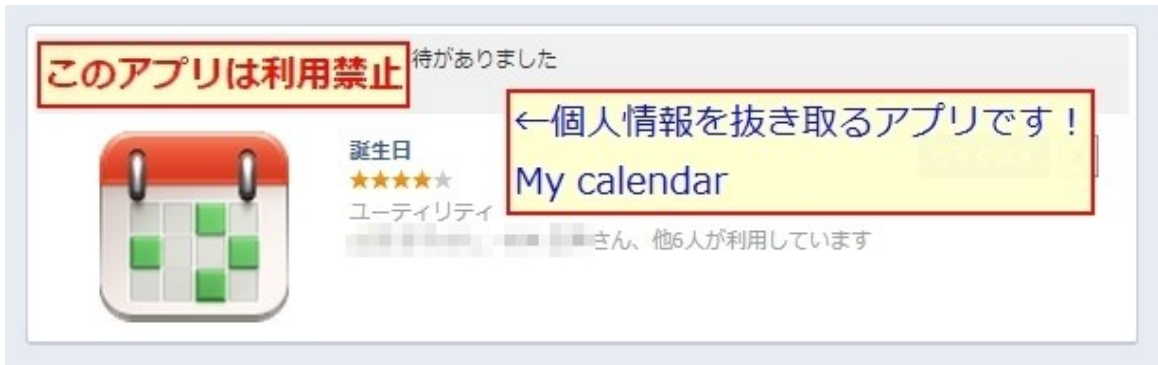 このアプリは利用禁止
待がありました
←個人情報を抜き取るアプリです!
My calendar
誕生日
ユーティリティ
さん、他6人が利用しています